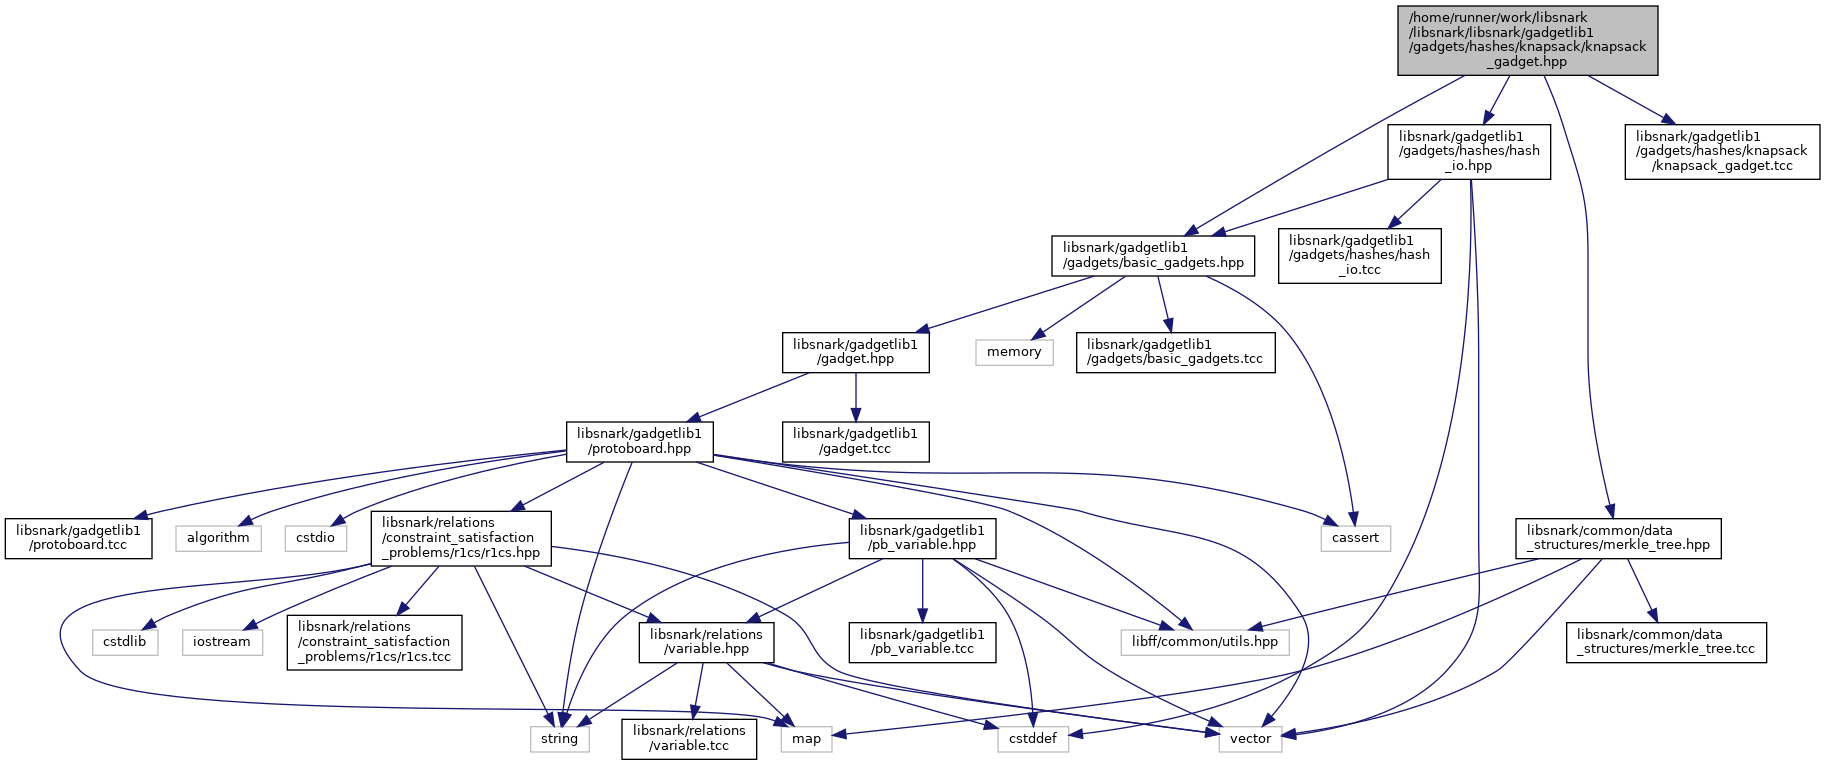 /home/runner/work/libsnark
/libsnark/libsnark/gadgetlib1
/gadgets/hashes/knapsack/knapsack
_gadget.hpp
libsnark/gadgetlib1
/gadgets/hashes/hash
_io.hpp
libsnark/gadgetlib1
/gadgets/hashes/knapsack
/knapsack_gadget.tcc
libsnark/gadgetlib1
/gadgets/basic_gadgets.hpp
libsnark/gadgetlib1
/gadgets/hashes/hash
_io.tcc
libsnark/gadgetlib1
/gadget.hpp
memory
libsnark/gadgetlib1
/gadgets/basic_gadgets.tcc
libsnark/gadgetlib1
/protoboard.hpp
libsnark/gadgetlib1
/gadget.tcc
libsnark/gadgetlib1
/protoboard.tcc
algorithm
cstdio
libsnark/relations
/constraint_satisfaction
_problems/r1cs/r1cs.hpp
libsnark/gadgetlib1
/pb_variable.hpp
cassert
libsnark/common/data
_structures/merkle_tree.hpp
cstdlib
iostream
libsnark/relations
/constraint_satisfaction
_problems/r1cs/r1cs.tcc
libsnark/relations
/variable.hpp
libsnark/gadgetlib1
/pb_variable.tcc
libff/common/utils.hpp
libsnark/common/data
_structures/merkle_tree.tcc
string
libsnark/relations
/variable.tcc
map
cstddef
vector